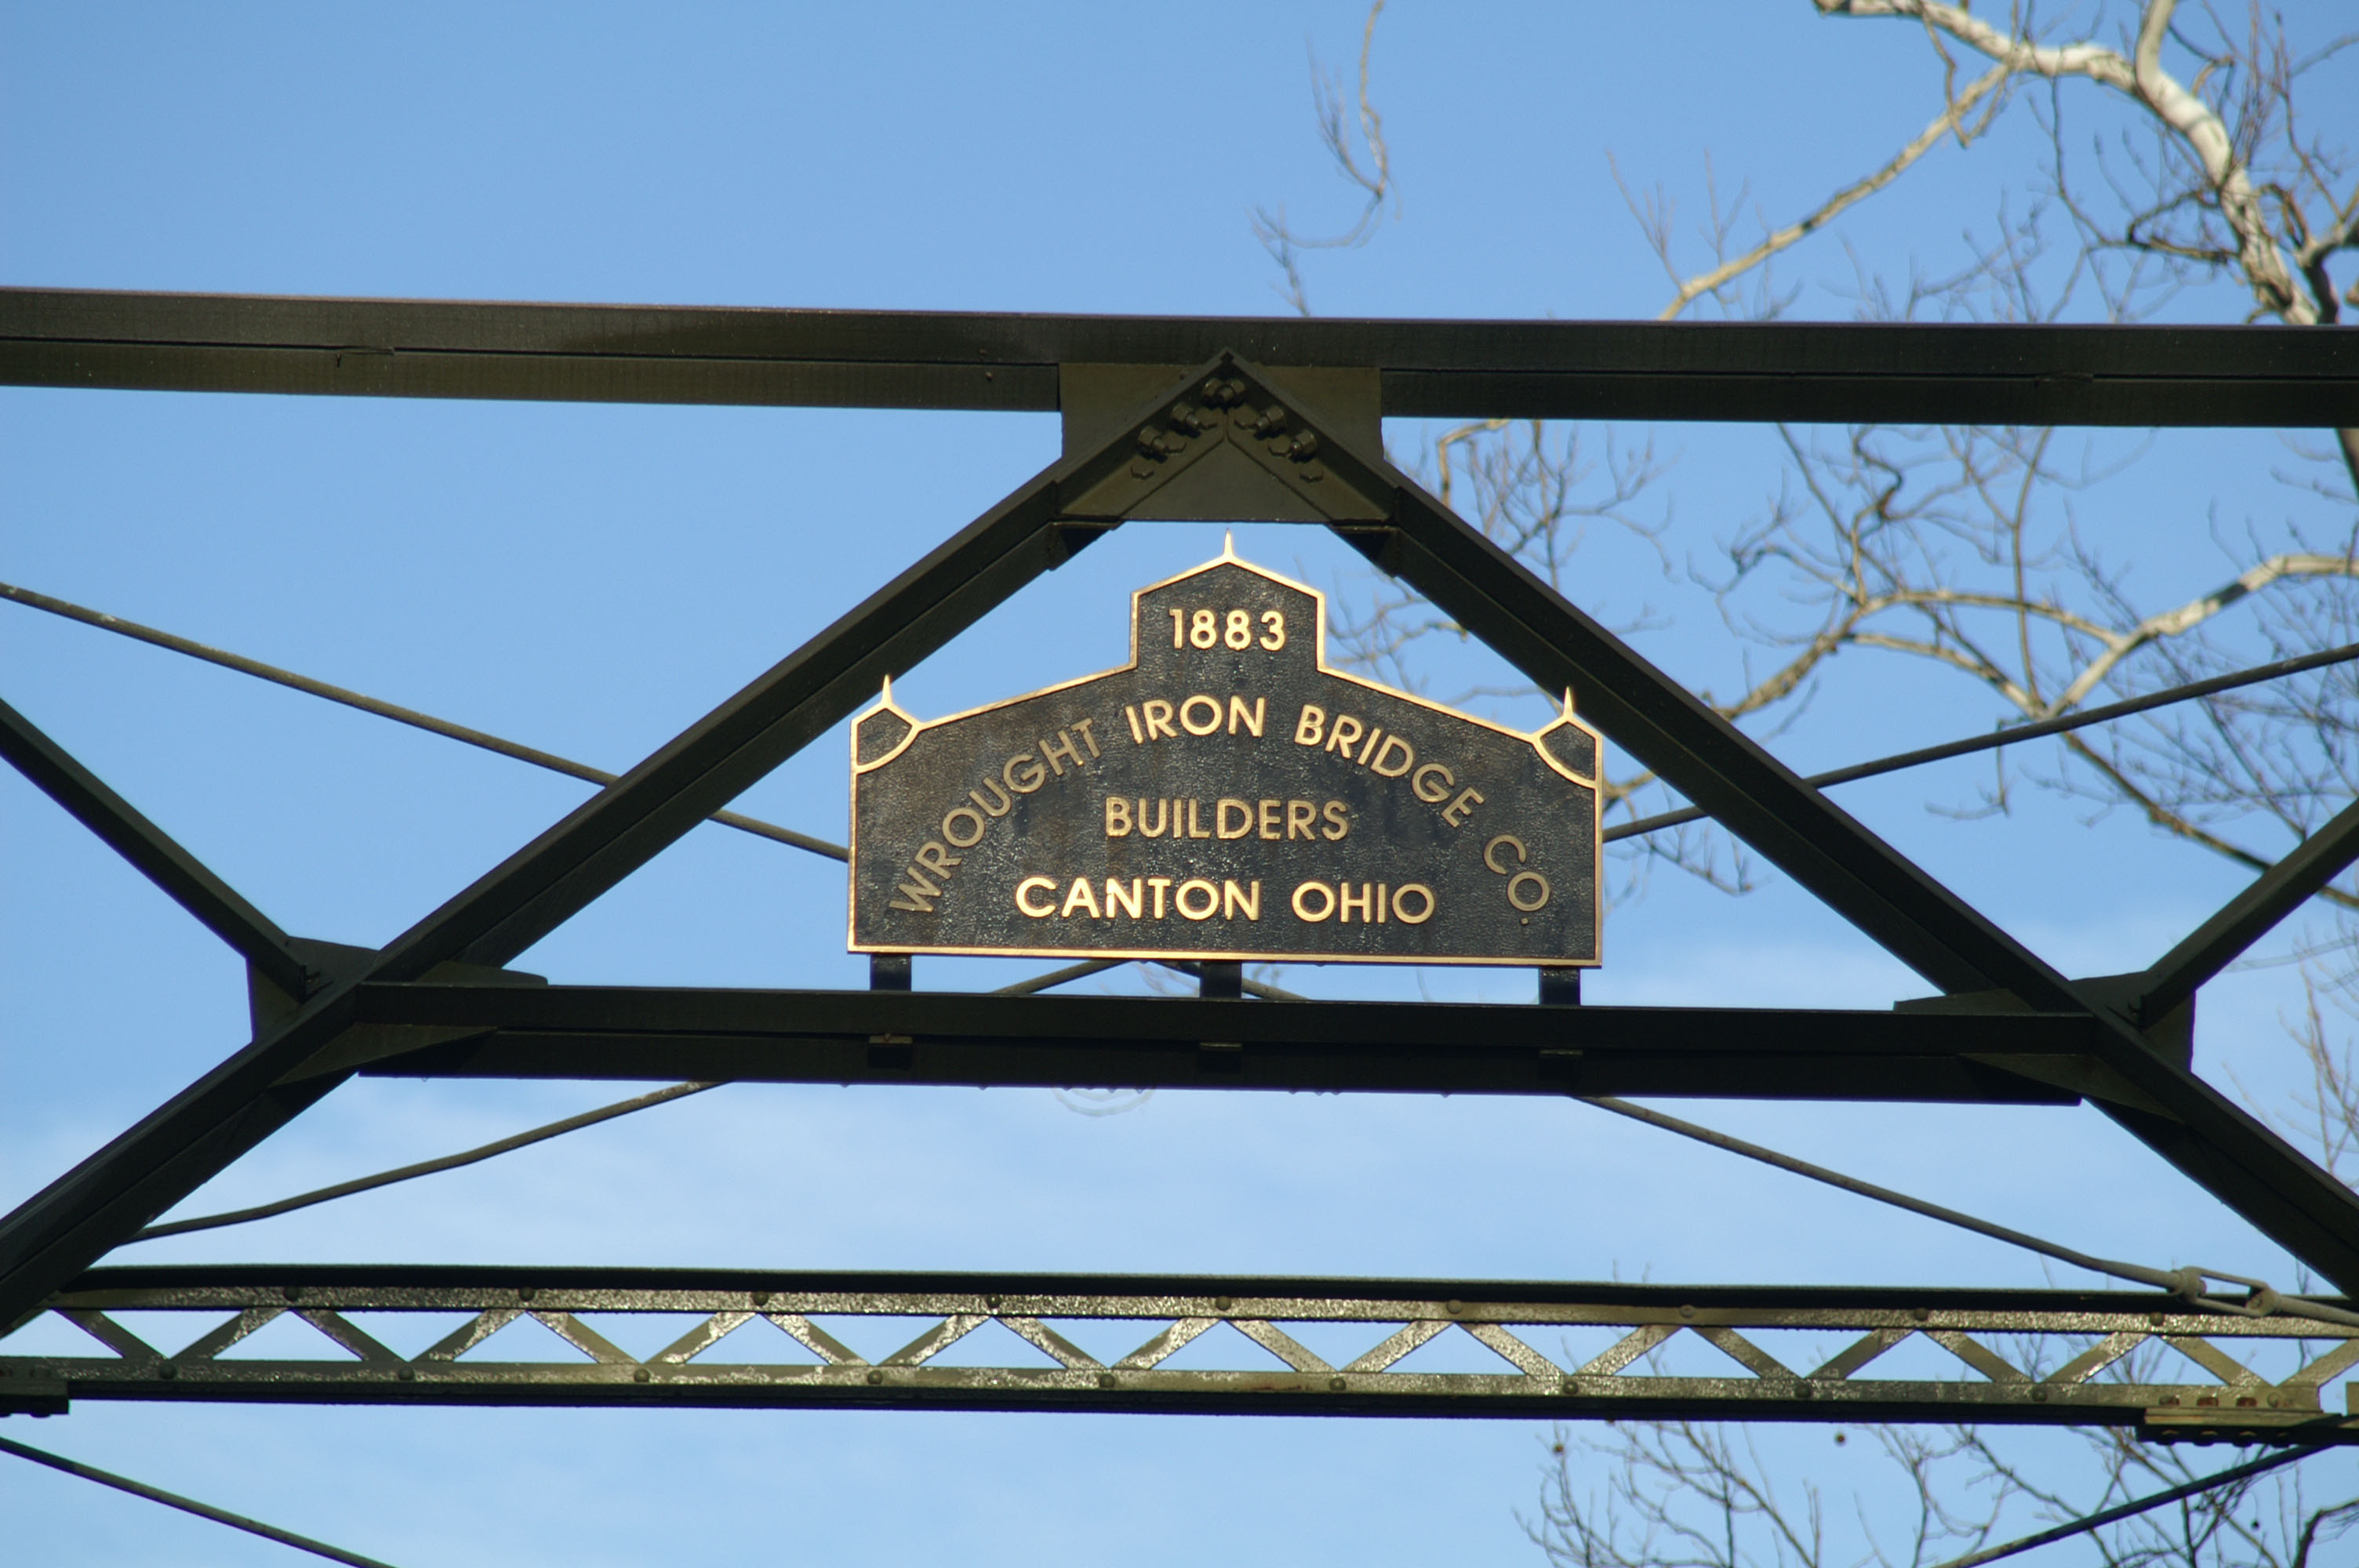 1883
WROUGHT IRON BRIDGE CO.
BUILDERS
CANTON OHIO